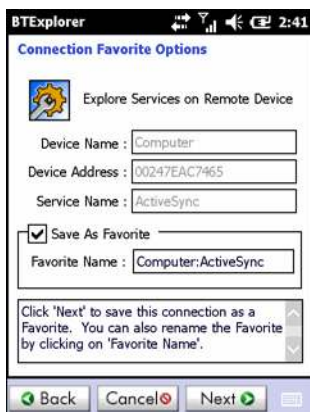 BTExplorer 2:41
Connection Favorite Options
Explore Services on Remote Device
Device Name : Computer
Device Address : 00247EAC7465
Service Name : ActiveSync
Save As Favorite
Favorite Name : Computer:ActiveSync
Click 'Next' to save this connection as a
Favorite. You can also rename the Favorite
by clicking on 'Favorite Name'.
Back Cancel Next